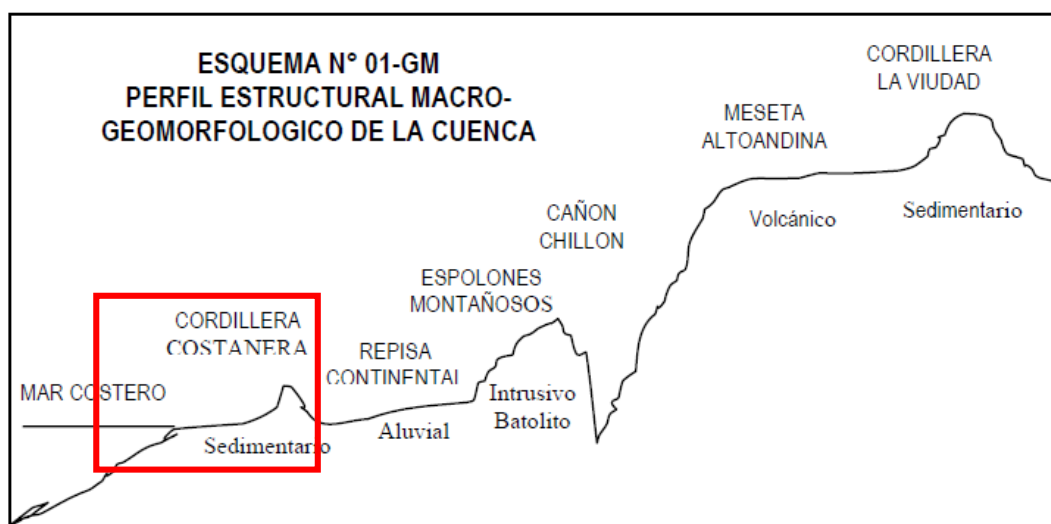 ESQUEMA N° 01-GM
PERFIL ESTRUCTURAL MACRO-
GEOMORFOLOGICO DE LA CUENCA
CORDILLERA
LA VIUDAD
MESETA
ALTOANDINA
Volcánico
Sedimentario
CAÑON
CHILLON
ESPOLONES
MONTAÑOSOS
Intrusivo
Batolito
REPISA
CONTINENTAL
Aluvial
CORDILLERA
COSTANERA
Sedimentario
MAR COSTERO